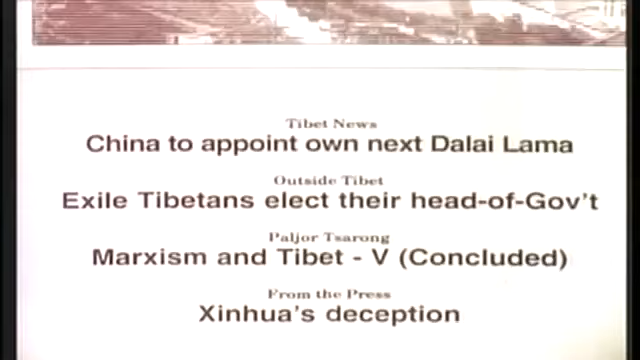 Tibet News
China to appoint own next Dalai Lama
Outside Tibet
Exile Tibetans elect their head-of-Gov't
Paljor Tsarong
Marxism and Tibet - V (Concluded)
From the Press
Xinhua's deception